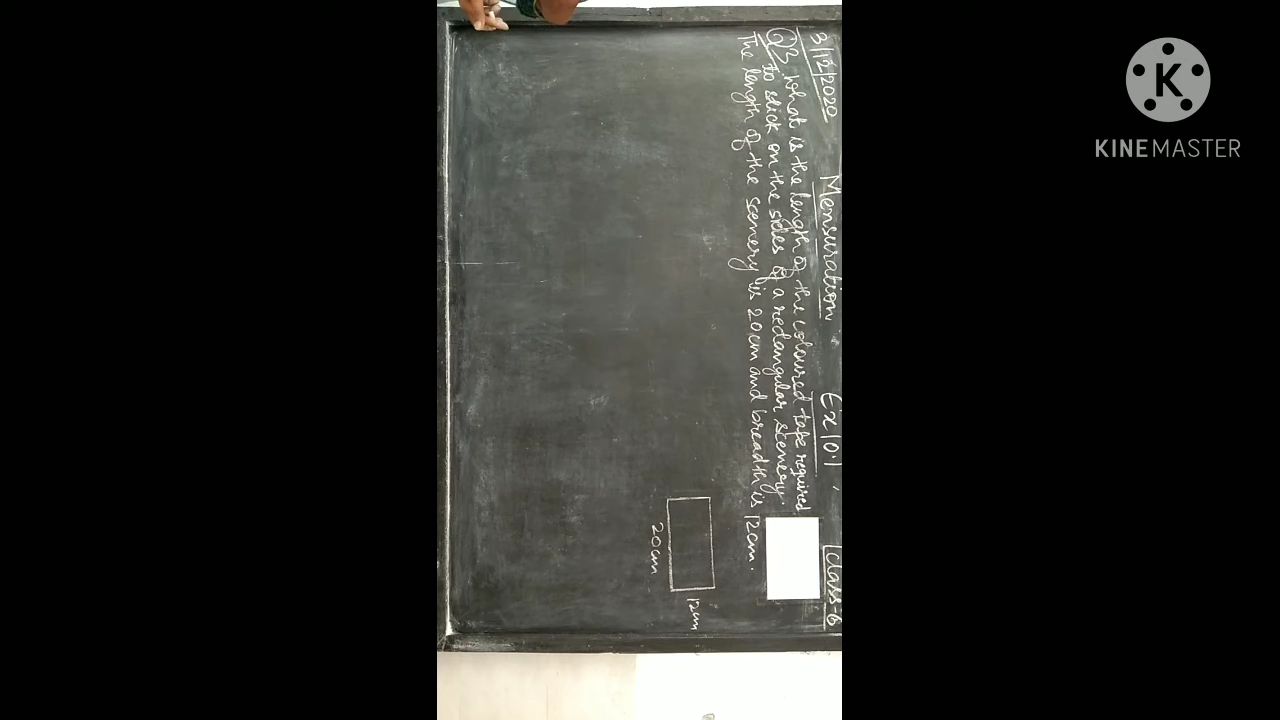 3/12/2020 Mensuration Ex 10.1 Class-6
Q3. What is the length of the coloured tape required
to stick on the sides of a rectangular scenery.
The length of the scenery is 20cm and breadth is 12cm.
12cm
20cm
K
KINEMASTER